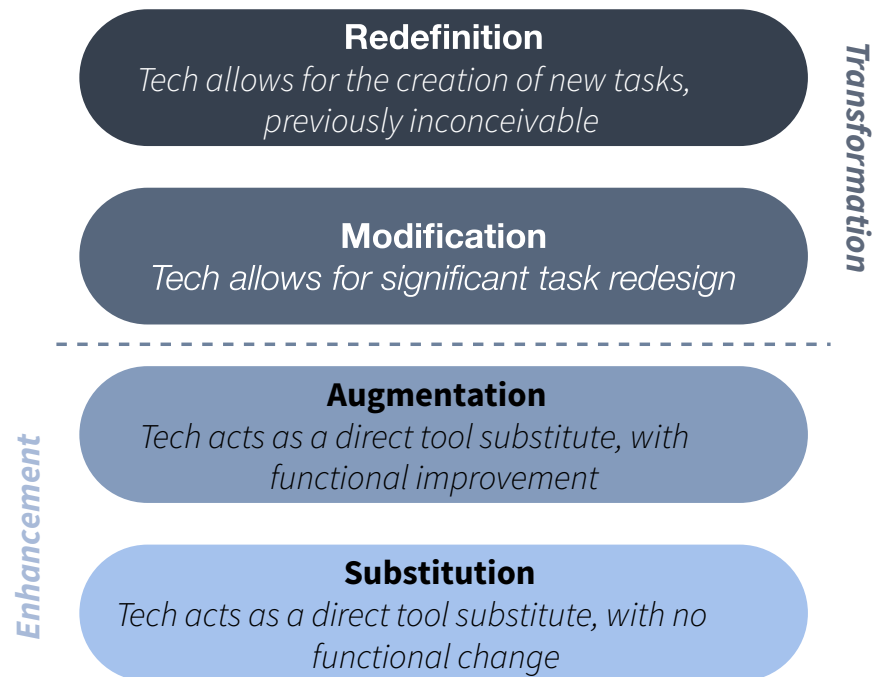 Redefinition
Tech allows for the creation of new tasks,
previously inconceivable
Transformation
Modification
Tech allows for significant task redesign
Augmentation
Tech acts as a direct tool substitute, with
functional improvement
Enhancement
Substitution
Tech acts as a direct tool substitute, with no
functional change